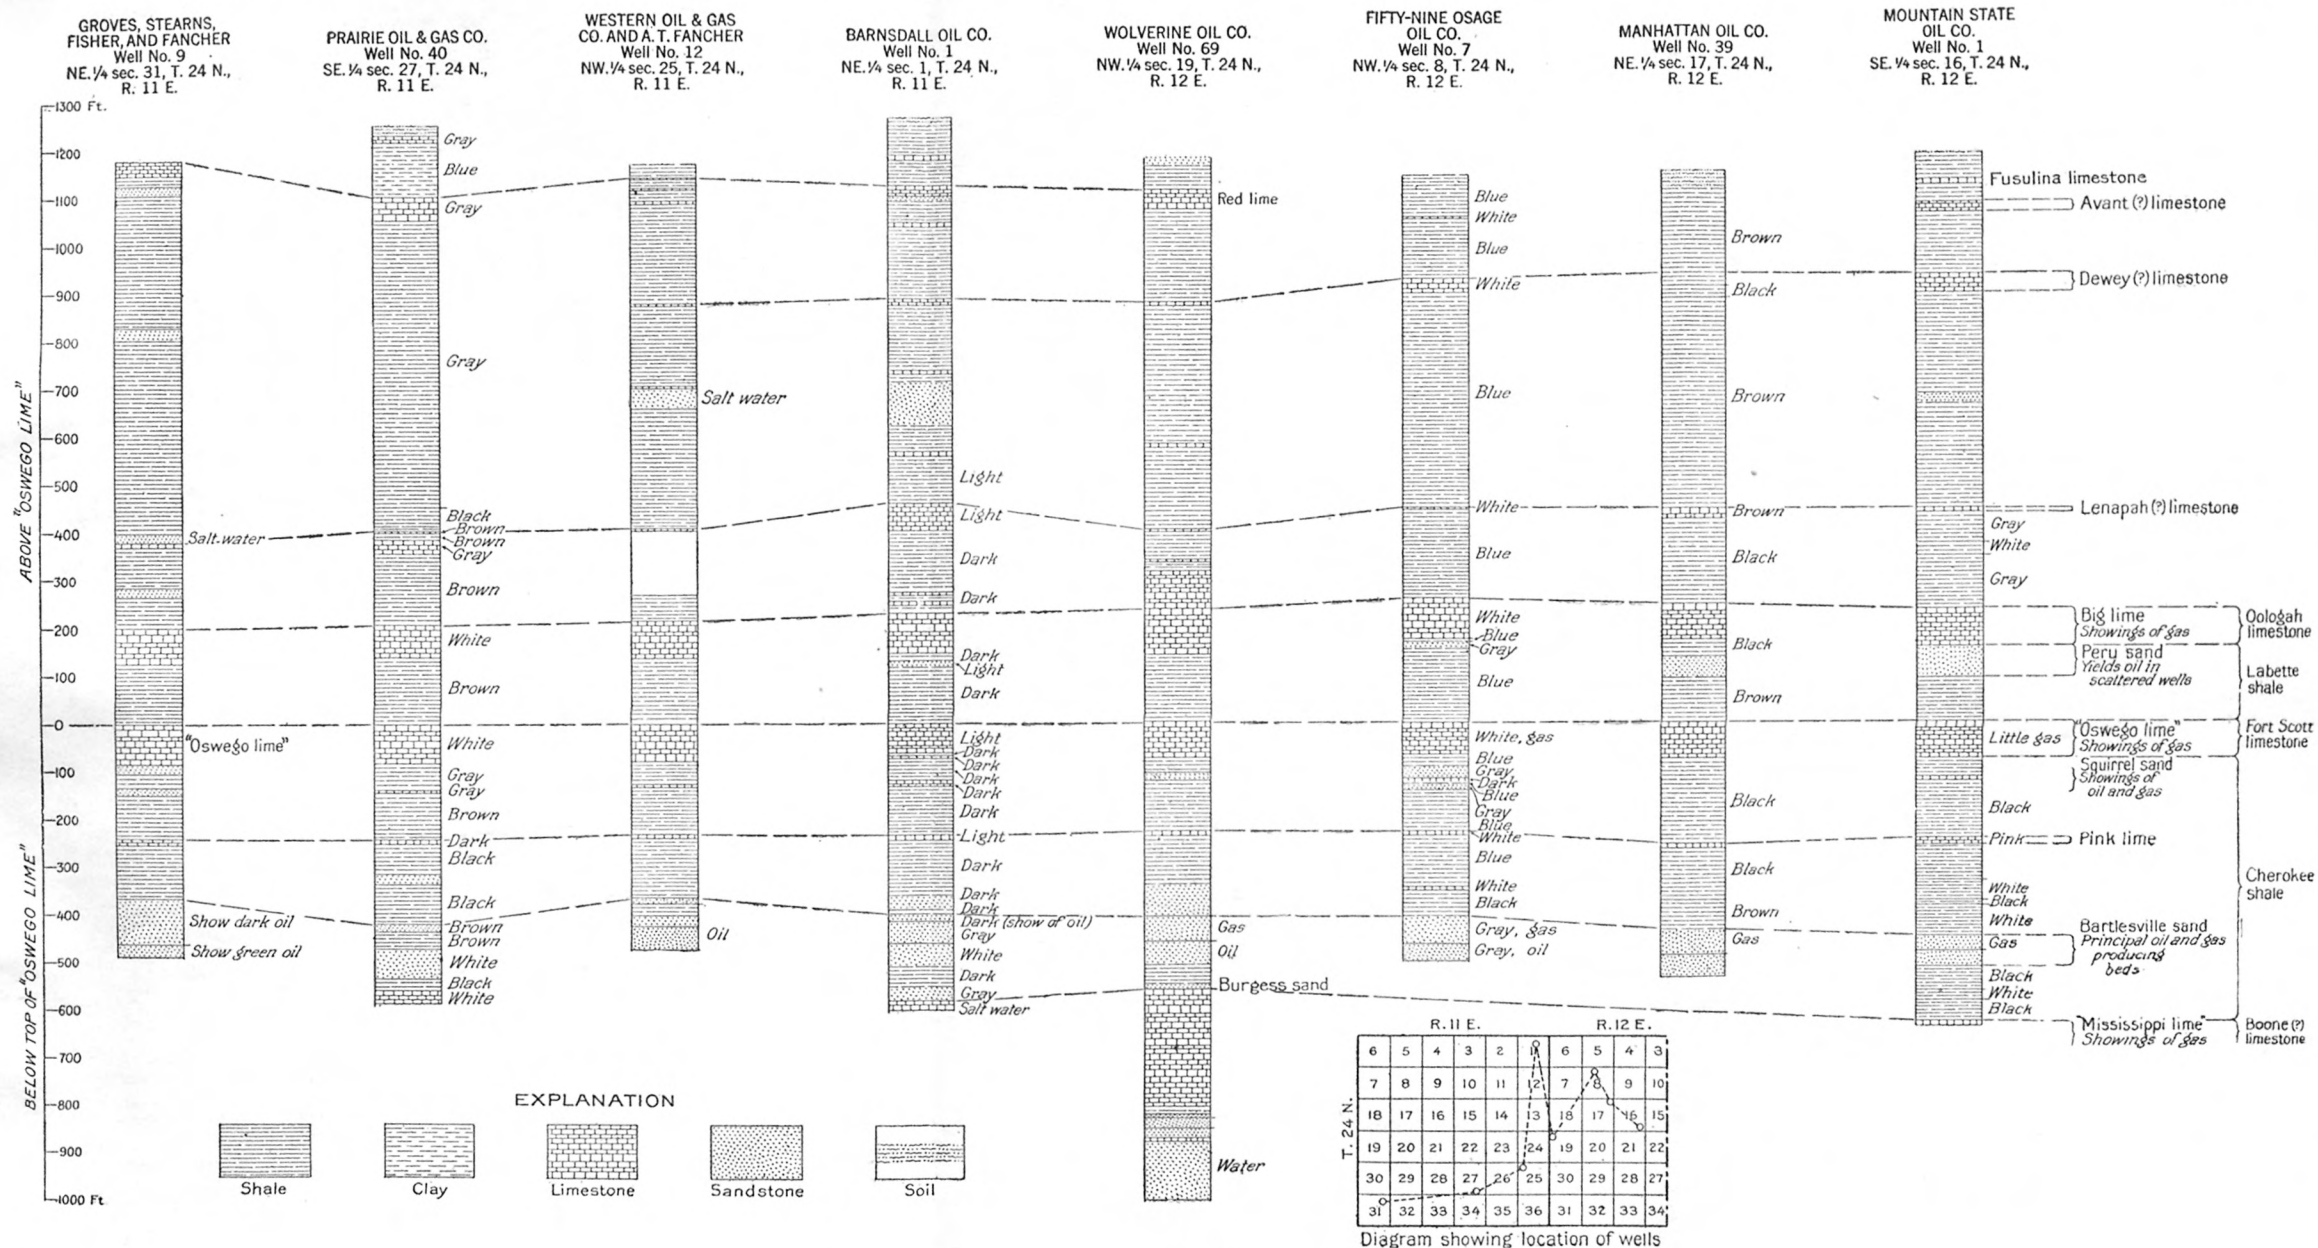 GROVES, STEARNS,
FISHER, AND FANCHER
Well No. 9
NE. ¼ sec. 31, T. 24 N.,
R. 11 E.
PRAIRIE OIL & GAS CO.
Well No. 40
SE. ¼ sec. 27, T. 24 N.,
R. 11 E.
WESTERN OIL & GAS
CO. AND A. T. FANCHER
Well No. 12
NW. ¼ sec. 25, T. 24 N.,
R. 11 E.
BARNSDALL OIL CO.
Well No. 1
NE. ¼ sec. 1, T. 24 N.,
R. 11 E.
WOLVERINE OIL CO.
Well No. 69
NW. ¼ sec. 19, T. 24 N.,
R. 12 E.
FIFTY-NINE OSAGE
OIL CO.
Well No. 7
NW. ¼ sec. 8, T. 24 N.,
R. 12 E.
MANHATTAN OIL CO.
Well No. 39
NE. ¼ sec. 17, T. 24 N.,
R. 12 E.
MOUNTAIN STATE
OIL CO.
Well No. 1
SE. ¼ sec. 16, T. 24 N.,
R. 12 E.
1300 Ft.
1200
1100
1000
900
800
700
600
500
400
300
200
100
0
100
200
300
400
500
600
700
800
900
1000 Ft
ABOVE "OSWEGO LIME"
BELOW TOP OF "OSWEGO LIME"
Salt water
"Oswego lime"
Show dark oil
Show green oil
Gray
Blue
Gray
Gray
Black
Brown
Brown
Gray
Brown
White
Brown
White
Gray
Gray
Brown
Dark
Black
Black
Brown
Brown
White
Black
White
Salt water
Oil
Light
Light
Dark
Dark
Dark
Light
Dark
Light
Dark
Dark
Dark
Dark
Dark
Light
Dark
Dark
Dark
Dark (show of oil)
Gray
White
Dark
Gray
Salt water
Red lime
Gas
Oil
Burgess sand
Water
Blue
White
Blue
White
Blue
White
Blue
White
Blue
Gray
Blue
White, gas
Blue
Gray
Dark
Blue
Gray
Blue
White
Blue
White
Black
Gray, gas
Gray, oil
Brown
Black
Brown
Brown
Black
Black
Brown
Black
Black
Brown
Gas
Gray
White
Gray
Little gas
Black
Pink
White
Black
White
Gas
Black
White
Black
Fusulina limestone
Avant (?) limestone
Dewey (?) limestone
Lenapah (?) limestone
Big lime
Showings of gas
Peru sand
Yields oil in
scattered wells
"Oswego lime"
Showings of gas
Squirrel sand
Showings of
oil and gas
Pink lime
Bartlesville sand
Principal oil and gas
producing
beds
"Mississippi lime"
Showings of gas
Oologah
limestone
Labette
shale
Fort Scott
limestone
Cherokee
shale
Boone (?)
limestone
EXPLANATION
Shale
Clay
Limestone
Sandstone
Soil
R. 11 E. R. 12 E.
T. 24 N.
6 5 4 3 2 1 6 5 4 3
7 8 9 10 11 12 7 8 9 10
18 17 16 15 14 13 18 17 16 15
19 20 21 22 23 24 19 20 21 22
30 29 28 27 26 25 30 29 28 27
31 32 33 34 35 36 31 32 33 34
Diagram showing location of wells